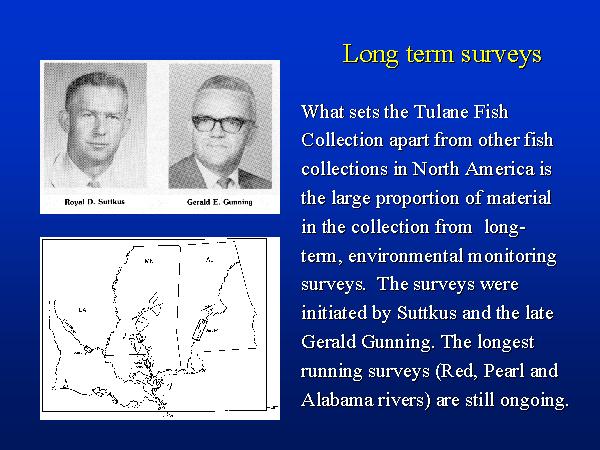 Long term surveys
Royal D. Suttkus
Gerald E. Gunning
What sets the Tulane Fish
Collection apart from other fish
collections in North America is
the large proportion of material
in the collection from long-
term, environmental monitoring
surveys. The surveys were
initiated by Suttkus and the late
Gerald Gunning. The longest
running surveys (Red, Pearl and
Alabama rivers) are still ongoing.